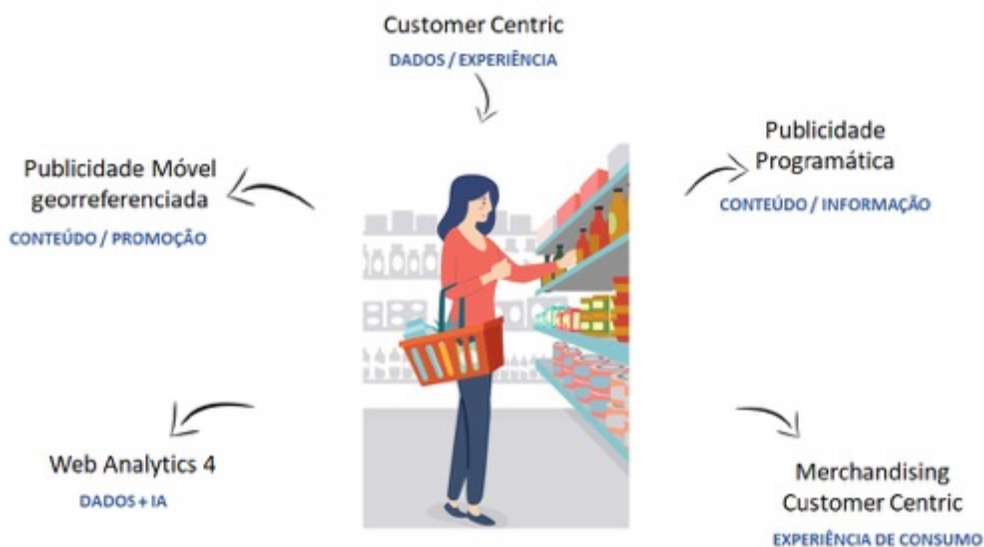 Customer Centric
DADOS / EXPERIÊNCIA
Publicidade Móvel
georreferenciada
CONTEÚDO / PROMOÇÃO
Publicidade
Programática
CONTEÚDO / INFORMAÇÃO
Web Analytics 4
DADOS + IA
Merchandising
Customer Centric
EXPERIÊNCIA DE CONSUMO